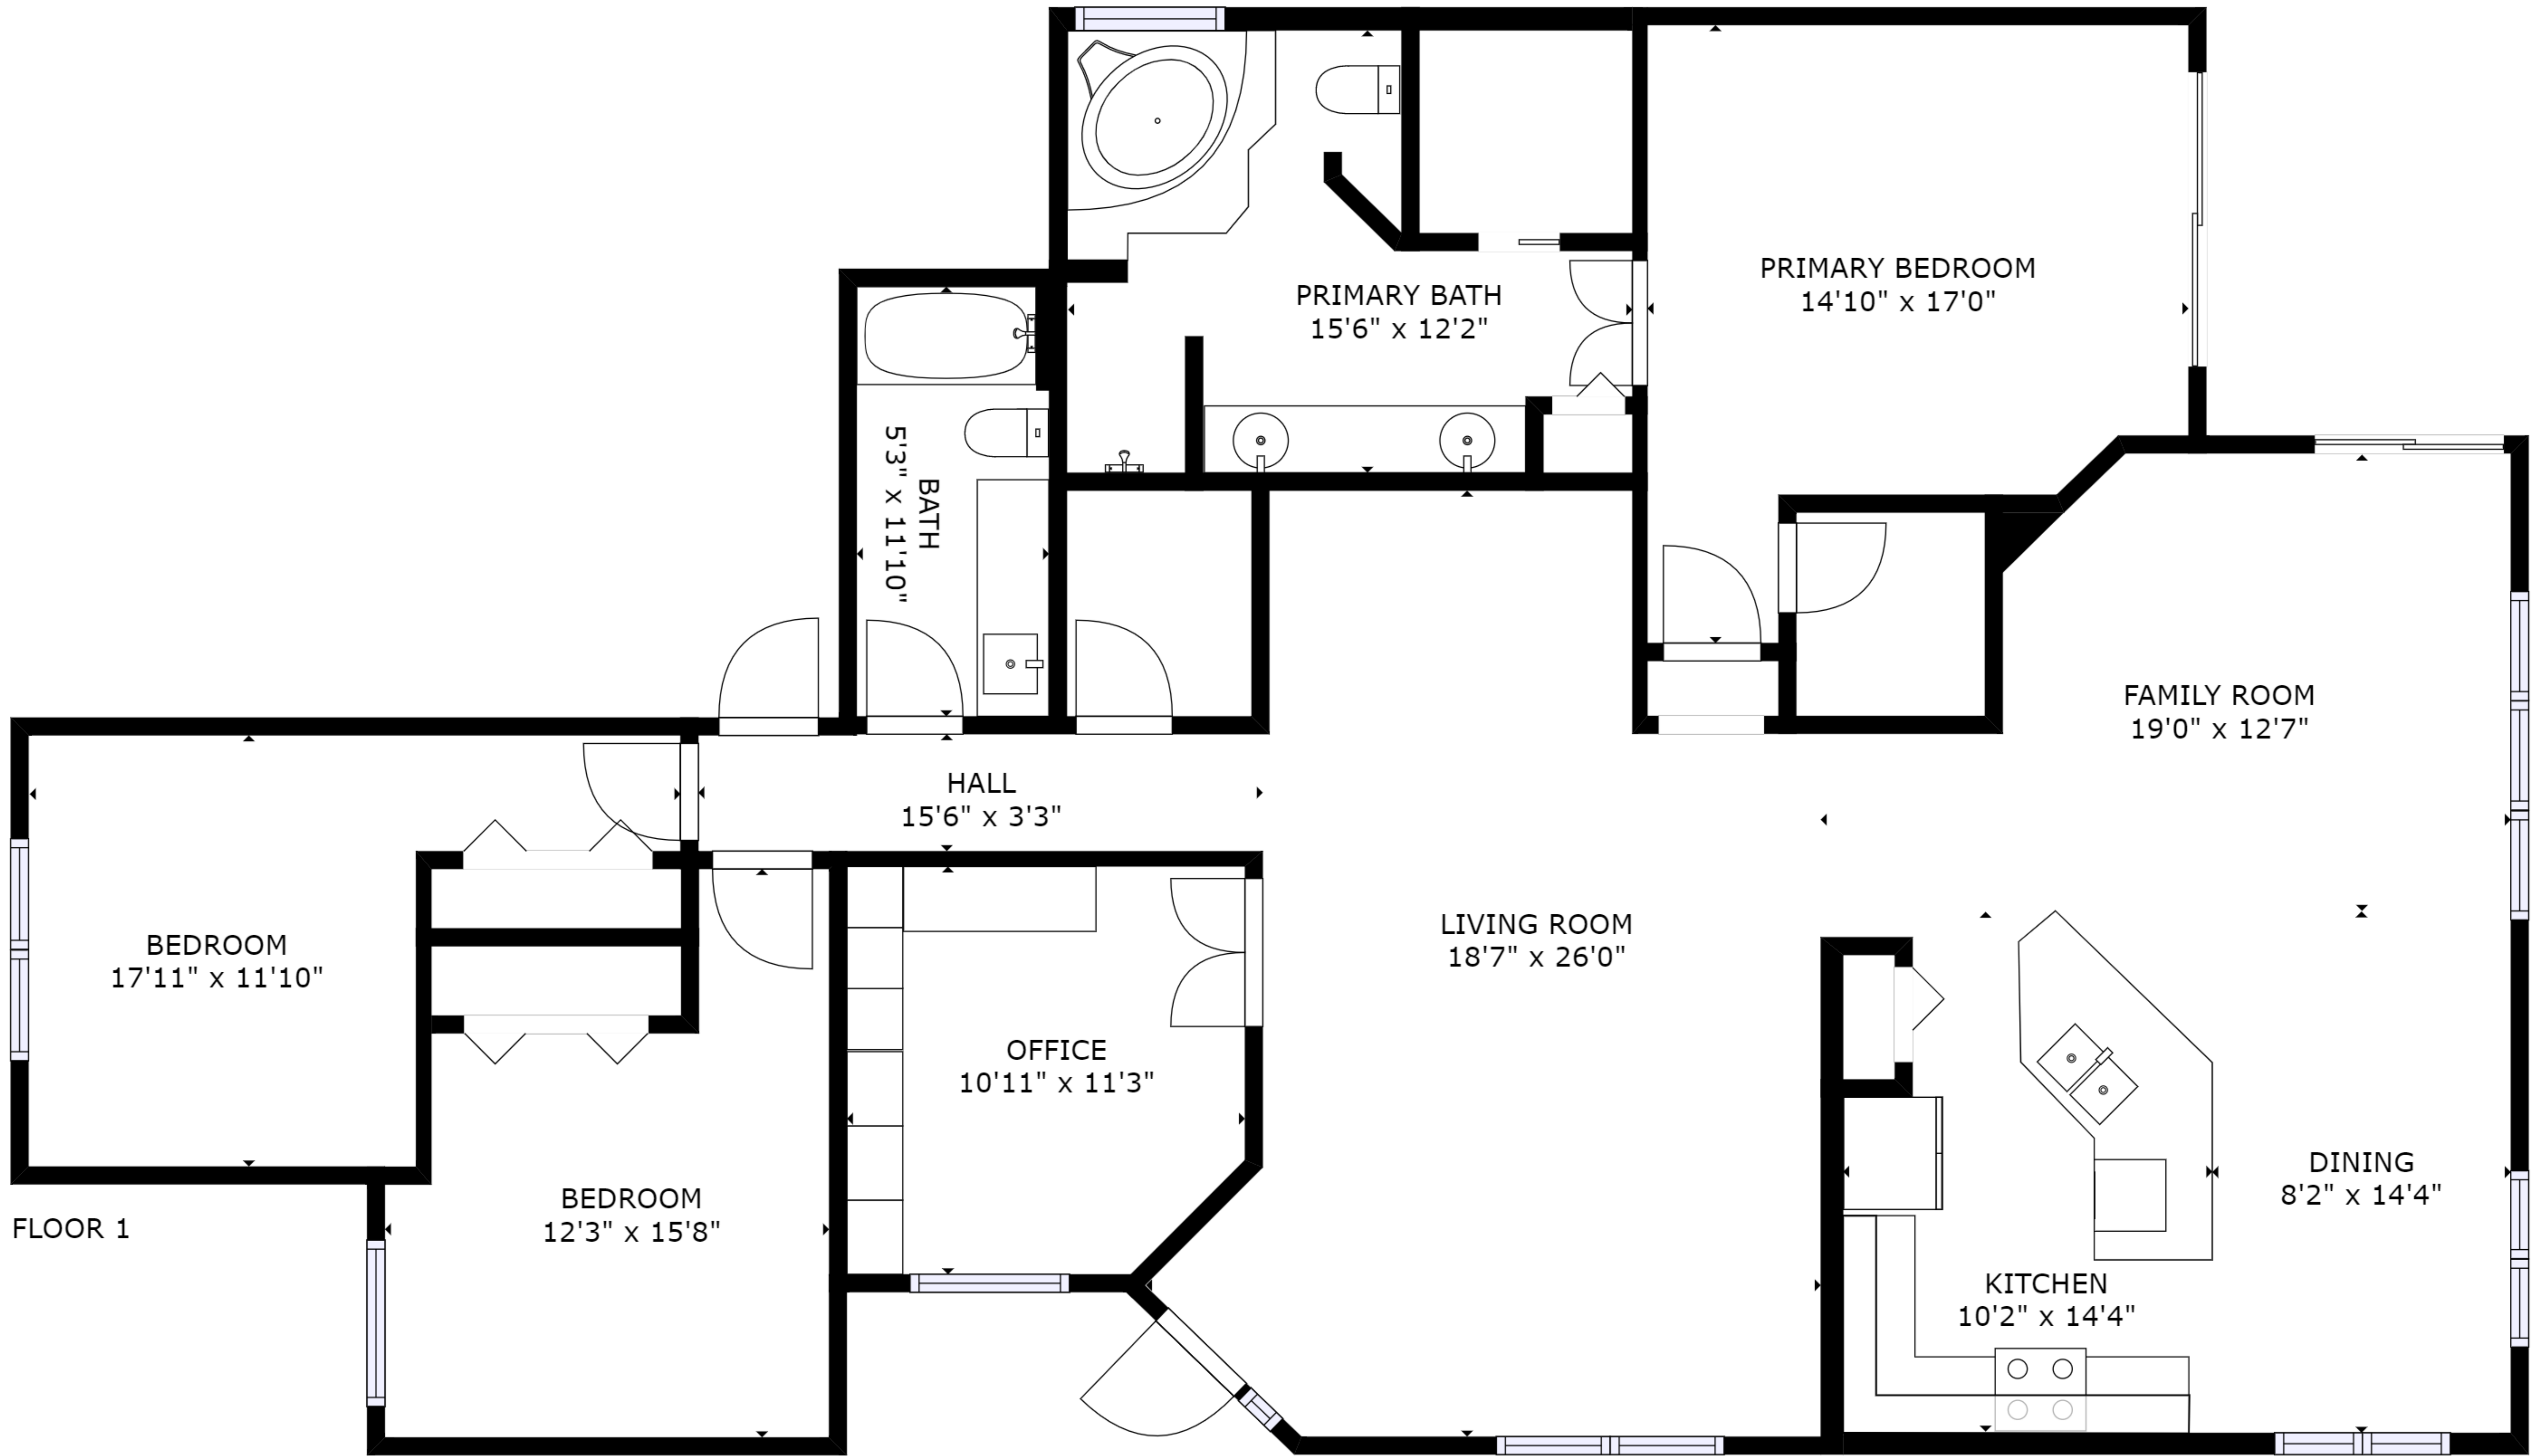 PRIMARY BEDROOM
14'10" x 17'0"
PRIMARY BATH
15'6" x 12'2"
BATH
5'3" x 11'10"
FAMILY ROOM
19'0" x 12'7"
HALL
15'6" x 3'3"
LIVING ROOM
18'7" x 26'0"
BEDROOM
17'11" x 11'10"
OFFICE
10'11" x 11'3"
DINING
8'2" x 14'4"
BEDROOM
12'3" x 15'8"
FLOOR 1
KITCHEN
10'2" x 14'4"